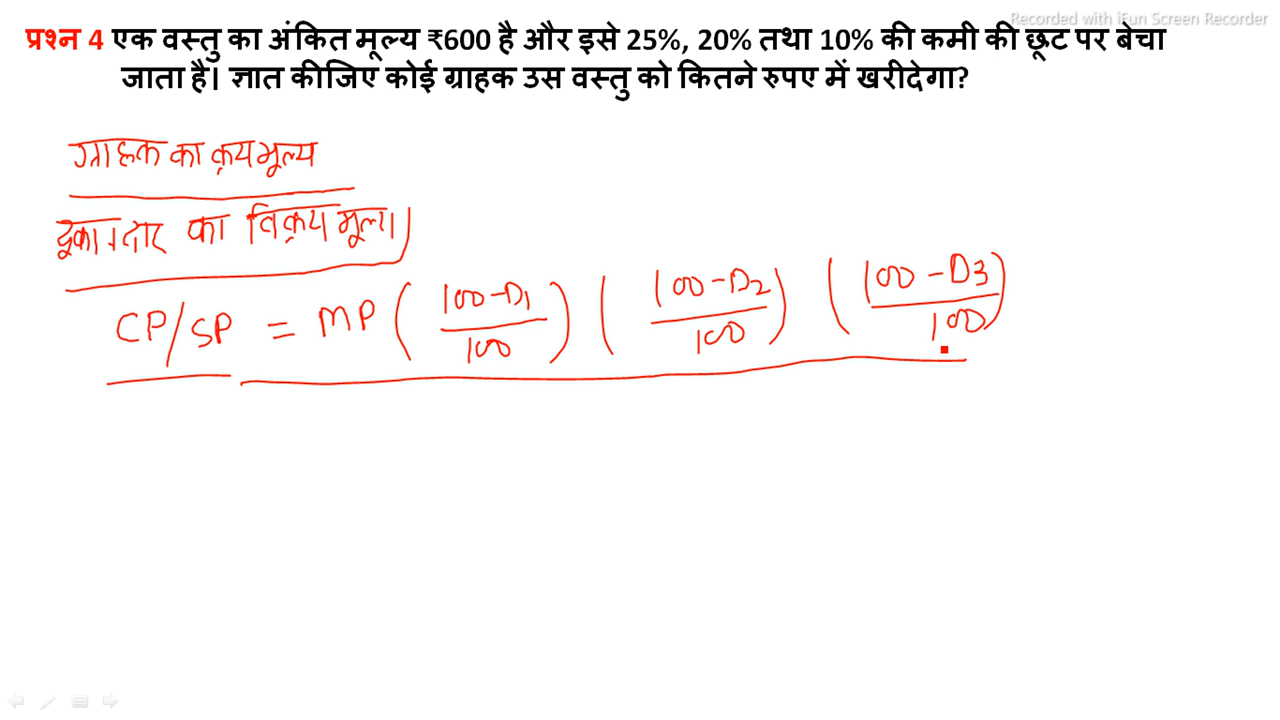 Recorded with iFun Screen Recorder
प्रश्न 4 एक वस्तु का अंकित मूल्य ₹600 है और इसे 25%, 20% तथा 10% की कमी की छूट पर बेचा
जाता है। ज्ञात कीजिए कोई ग्राहक उस वस्तु को कितने रुपए में खरीदेगा?
ग्राहक का क्रय मूल्य
दूकानदार का विक्रय मूल्य
CP/SP = MP ( 100-D1 / 100 ) ( 100-D2 / 100 ) ( 100-D3 / 100 )